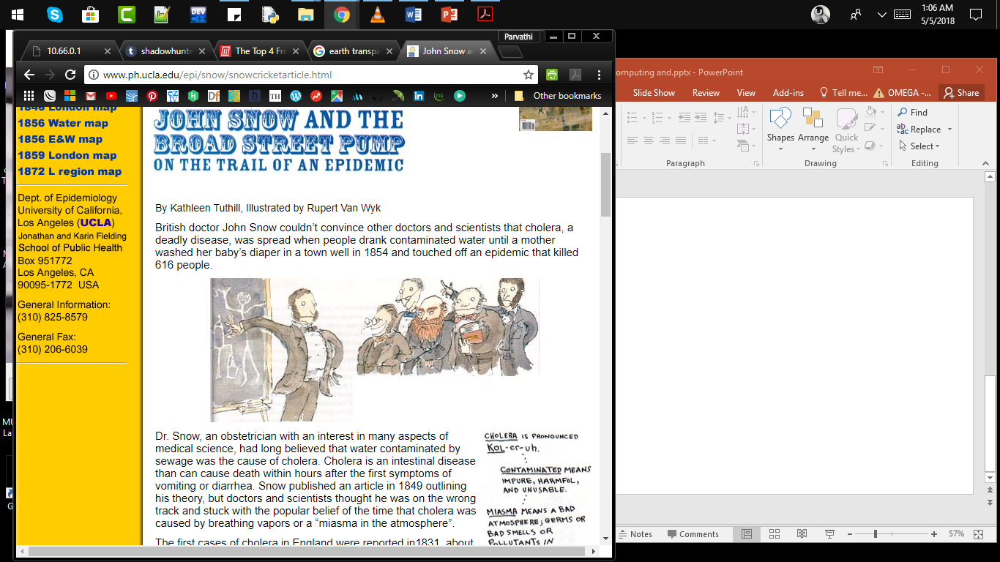 1:06 AM
5/5/2018
Parvathi
10.66.0.1
shadowhunte
The Top 4 Fre
earth transpa
John Snow a
www.ph.ucla.edu/epi/snow/snowcricketarticle.html
Other bookmarks
omputing and.pptx - PowerPoint
Slide Show Review View Add-ins Tell me... OMEGA -... Share
Shapes Arrange Quick Styles
Find
Replace
Select
Paragraph Drawing Editing
1848 London map
1856 Water map
1856 E&W map
1859 London map
1872 L region map
Dept. of Epidemiology
University of California,
Los Angeles (UCLA)
Jonathan and Karin Fielding
School of Public Health
Box 951772
Los Angeles, CA
90095-1772 USA
General Information:
(310) 825-8579
General Fax:
(310) 206-6039
JOHN SNOW AND THE
BROAD STREET PUMP
ON THE TRAIL OF AN EPIDEMIC
By Kathleen Tuthill, Illustrated by Rupert Van Wyk
British doctor John Snow couldn’t convince other doctors and scientists that cholera, a
deadly disease, was spread when people drank contaminated water until a mother
washed her baby’s diaper in a town well in 1854 and touched off an epidemic that killed
616 people.
Dr. Snow, an obstetrician with an interest in many aspects of
medical science, had long believed that water contaminated by
sewage was the cause of cholera. Cholera is an intestinal disease
than can cause death within hours after the first symptoms of
vomiting or diarrhea. Snow published an article in 1849 outlining
his theory, but doctors and scientists thought he was on the wrong
track and stuck with the popular belief of the time that cholera was
caused by breathing vapors or a “miasma in the atmosphere”.
The first cases of cholera in England were reported in1831, about
CHOLERA IS PRONOUNCED
KOL-er-uh.
CONTAMINATED MEANS
IMPURE, HARMFUL,
AND UNUSABLE.
MIASMA MEANS A BAD
ATMOSPHERE; GERMS OR
BAD SMELLS OR
POLLUTANTS IN
Notes Comments 57%